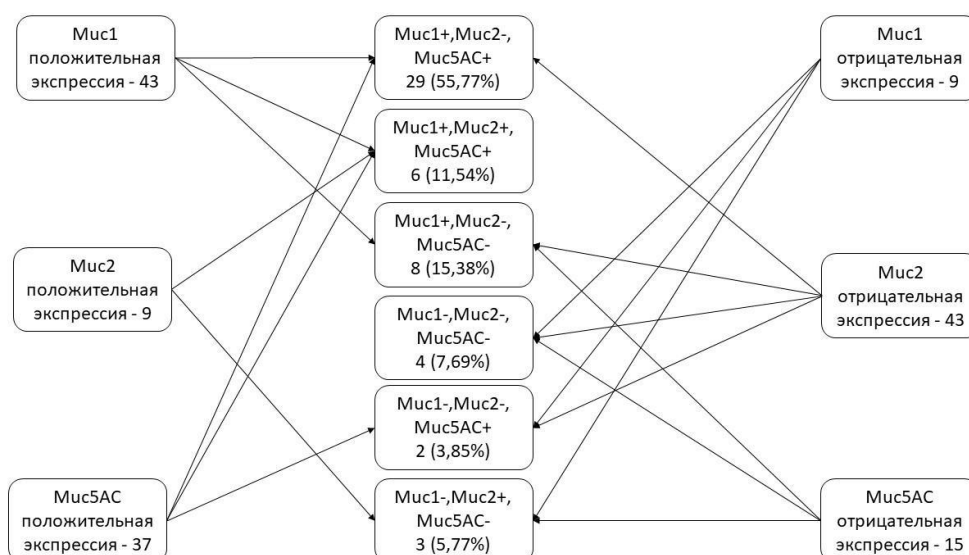 Muc1
положительная
экспрессия - 43
Muc2
положительная
экспрессия - 9
Muc5AC
положительная
экспрессия - 37
Muc1+,Muc2-,
Muc5AC+
29 (55,77%)
Muc1+,Muc2+,
Muc5AC+
6 (11,54%)
Muc1+,Muc2-,
Muc5AC-
8 (15,38%)
Muc1-,Muc2-,
Muc5AC-
4 (7,69%)
Muc1-,Muc2-,
Muc5AC+
2 (3,85%)
Muc1-,Muc2+,
Muc5AC-
3 (5,77%)
Muc1
отрицательная
экспрессия - 9
Muc2
отрицательная
экспрессия - 43
Muc5AC
отрицательная
экспрессия - 15